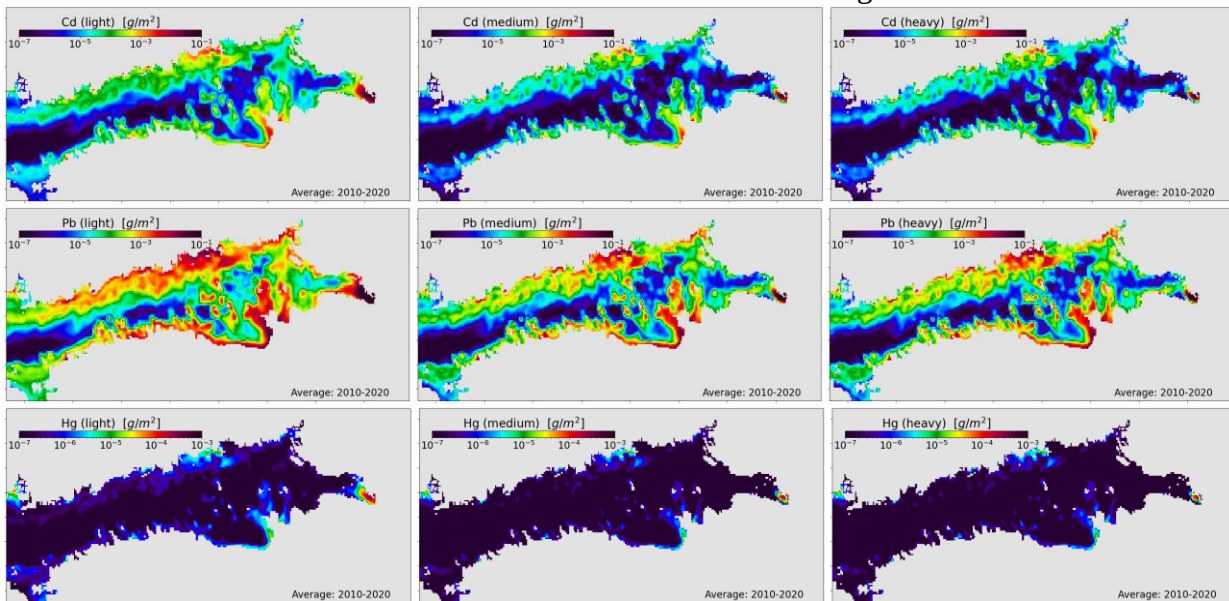 g
Cd (light) [g/m²]
10⁻⁷ 10⁻⁵ 10⁻³ 10⁻¹
Average: 2010-2020
Cd (medium) [g/m²]
10⁻⁷ 10⁻⁵ 10⁻³ 10⁻¹
Average: 2010-2020
Cd (heavy) [g/m²]
10⁻⁷ 10⁻⁵ 10⁻³ 10⁻¹
Average: 2010-2020
Pb (light) [g/m²]
10⁻⁷ 10⁻⁵ 10⁻³ 10⁻¹
Average: 2010-2020
Pb (medium) [g/m²]
10⁻⁷ 10⁻⁵ 10⁻³ 10⁻¹
Average: 2010-2020
Pb (heavy) [g/m²]
10⁻⁷ 10⁻⁵ 10⁻³ 10⁻¹
Average: 2010-2020
Hg (light) [g/m²]
10⁻⁷ 10⁻⁶ 10⁻⁵ 10⁻⁴ 10⁻³
Average: 2010-2020
Hg (medium) [g/m²]
10⁻⁷ 10⁻⁶ 10⁻⁵ 10⁻⁴ 10⁻³
Average: 2010-2020
Hg (heavy) [g/m²]
10⁻⁷ 10⁻⁶ 10⁻⁵ 10⁻⁴ 10⁻³
Average: 2010-2020